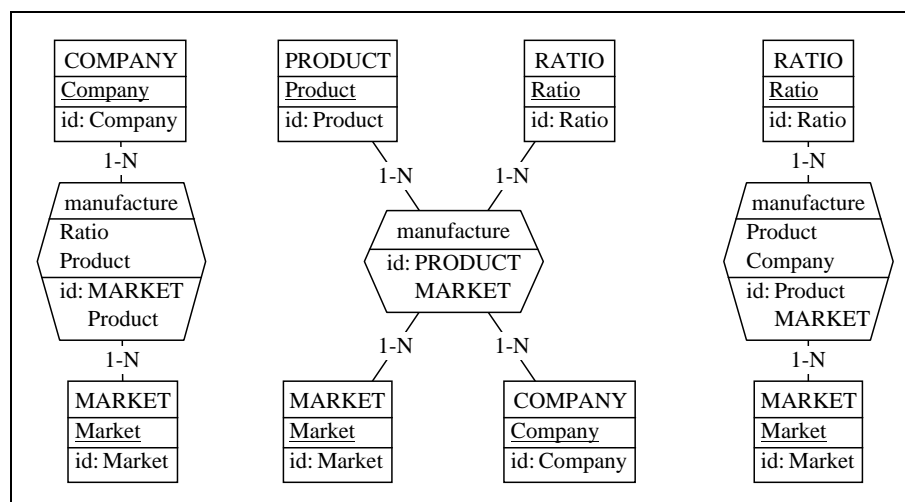 COMPANY
Company
id: Company
1-N
manufacture
Ratio
Product
id: MARKET
Product
1-N
MARKET
Market
id: Market
PRODUCT
Product
id: Product
RATIO
Ratio
id: Ratio
1-N
1-N
manufacture
id: PRODUCT
MARKET
1-N
1-N
MARKET
Market
id: Market
COMPANY
Company
id: Company
RATIO
Ratio
id: Ratio
1-N
manufacture
Product
Company
id: Product
MARKET
1-N
MARKET
Market
id: Market